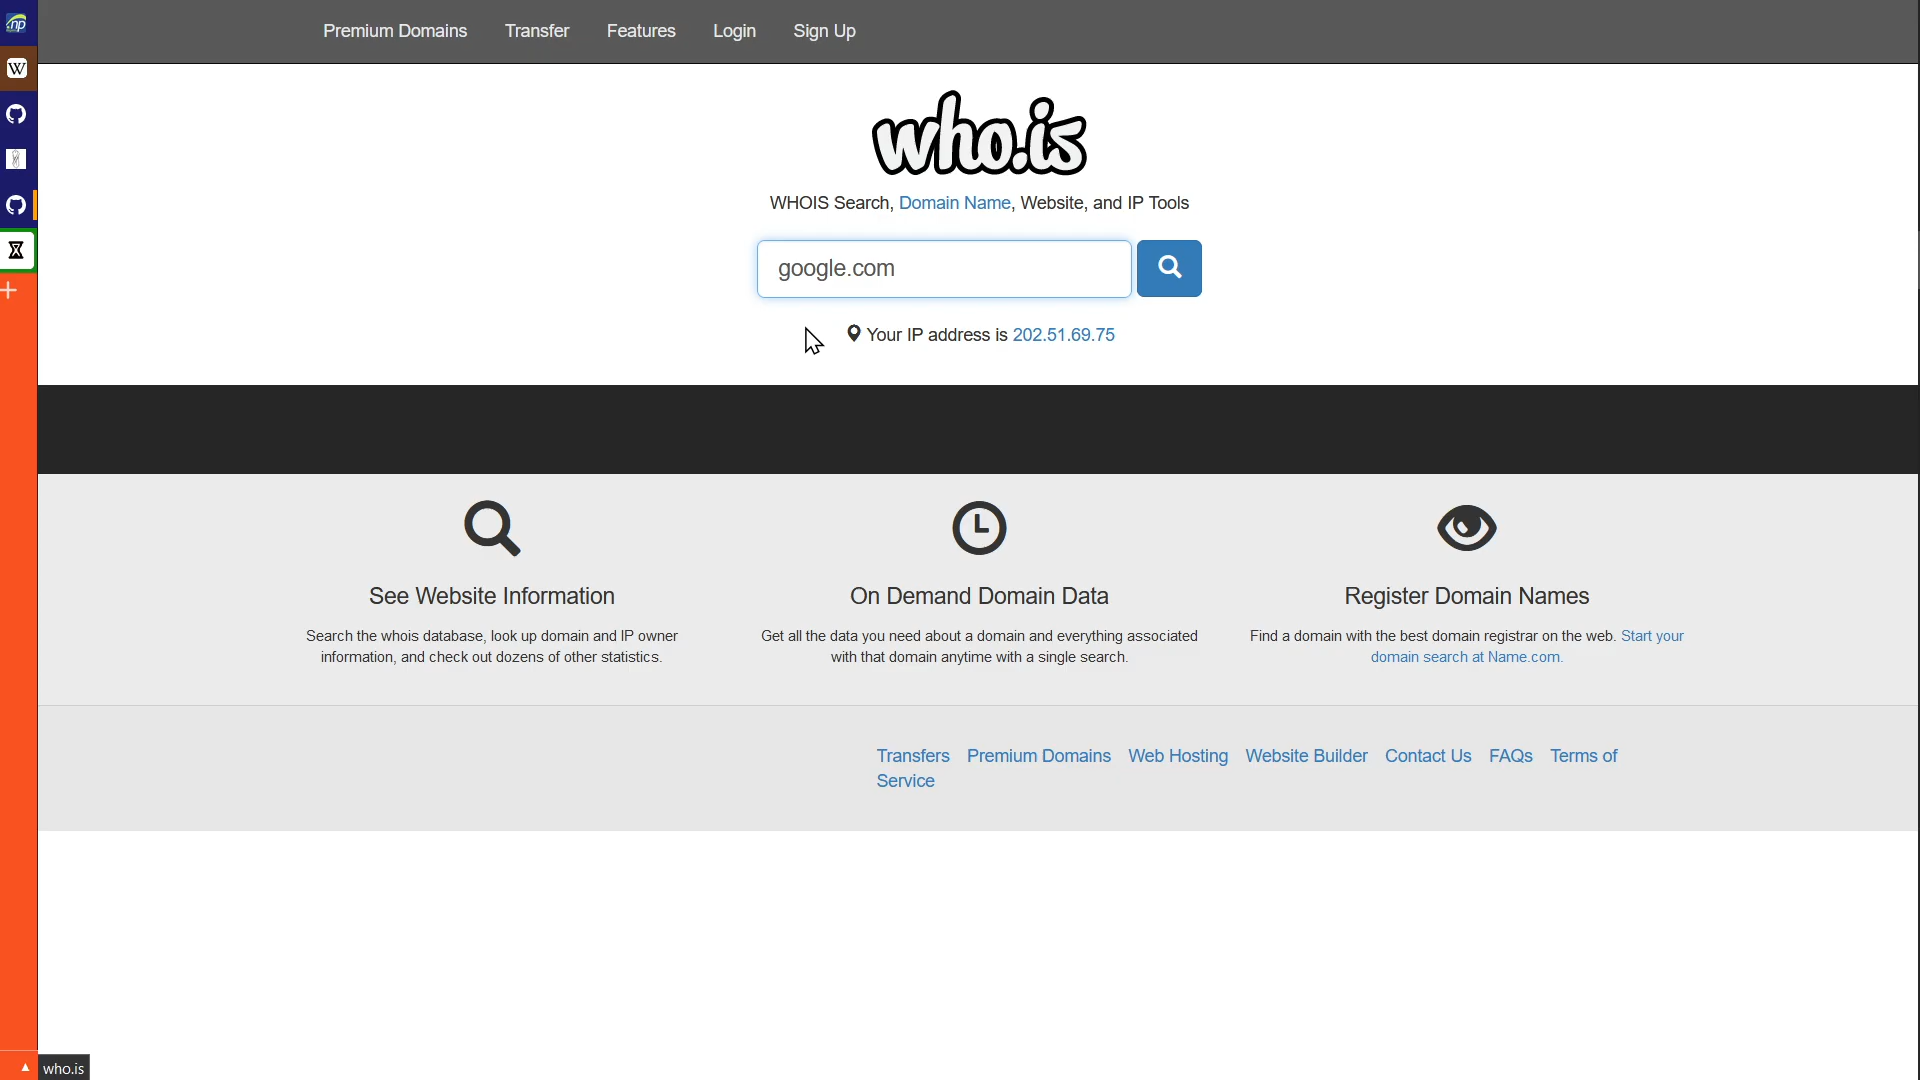 Premium Domains Transfer Features Login Sign Up
who.is
WHOIS Search, Domain Name, Website, and IP Tools
google.com
Your IP address is 202.51.69.75
See Website Information
Search the whois database, look up domain and IP owner
information, and check out dozens of other statistics.
On Demand Domain Data
Get all the data you need about a domain and everything associated
with that domain anytime with a single search.
Register Domain Names
Find a domain with the best domain registrar on the web. Start your
domain search at Name.com.
Transfers Premium Domains Web Hosting Website Builder Contact Us FAQs Terms of
Service
.np
W
who.is